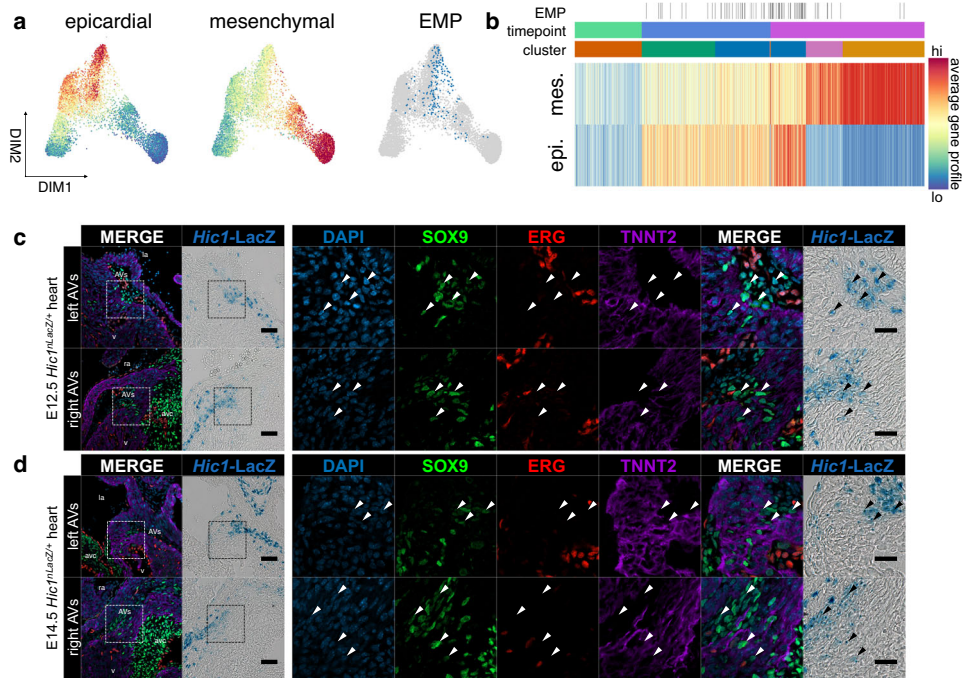 a
epicardial
mesenchymal
EMP
DIM2
DIM1
b
EMP
timepoint
cluster
mes.
epi.
hi
average gene profile
lo
c
MERGE
Hic1-LacZ
DAPI
SOX9
ERG
TNNT2
MERGE
Hic1-LacZ
E12.5 Hic1nLacZ/+ heart
left AVs
la
AVs
v
right AVs
ra
AVs
avc
v
d
MERGE
Hic1-LacZ
DAPI
SOX9
ERG
TNNT2
MERGE
Hic1-LacZ
E14.5 Hic1nLacZ/+ heart
left AVs
la
AVs
avc
v
right AVs
ra
AVs
avc
v